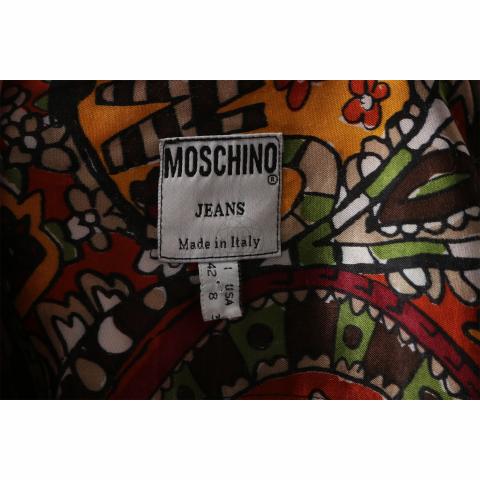 MOSCHINO®
JEANS
Made in Italy
I USA
42 8